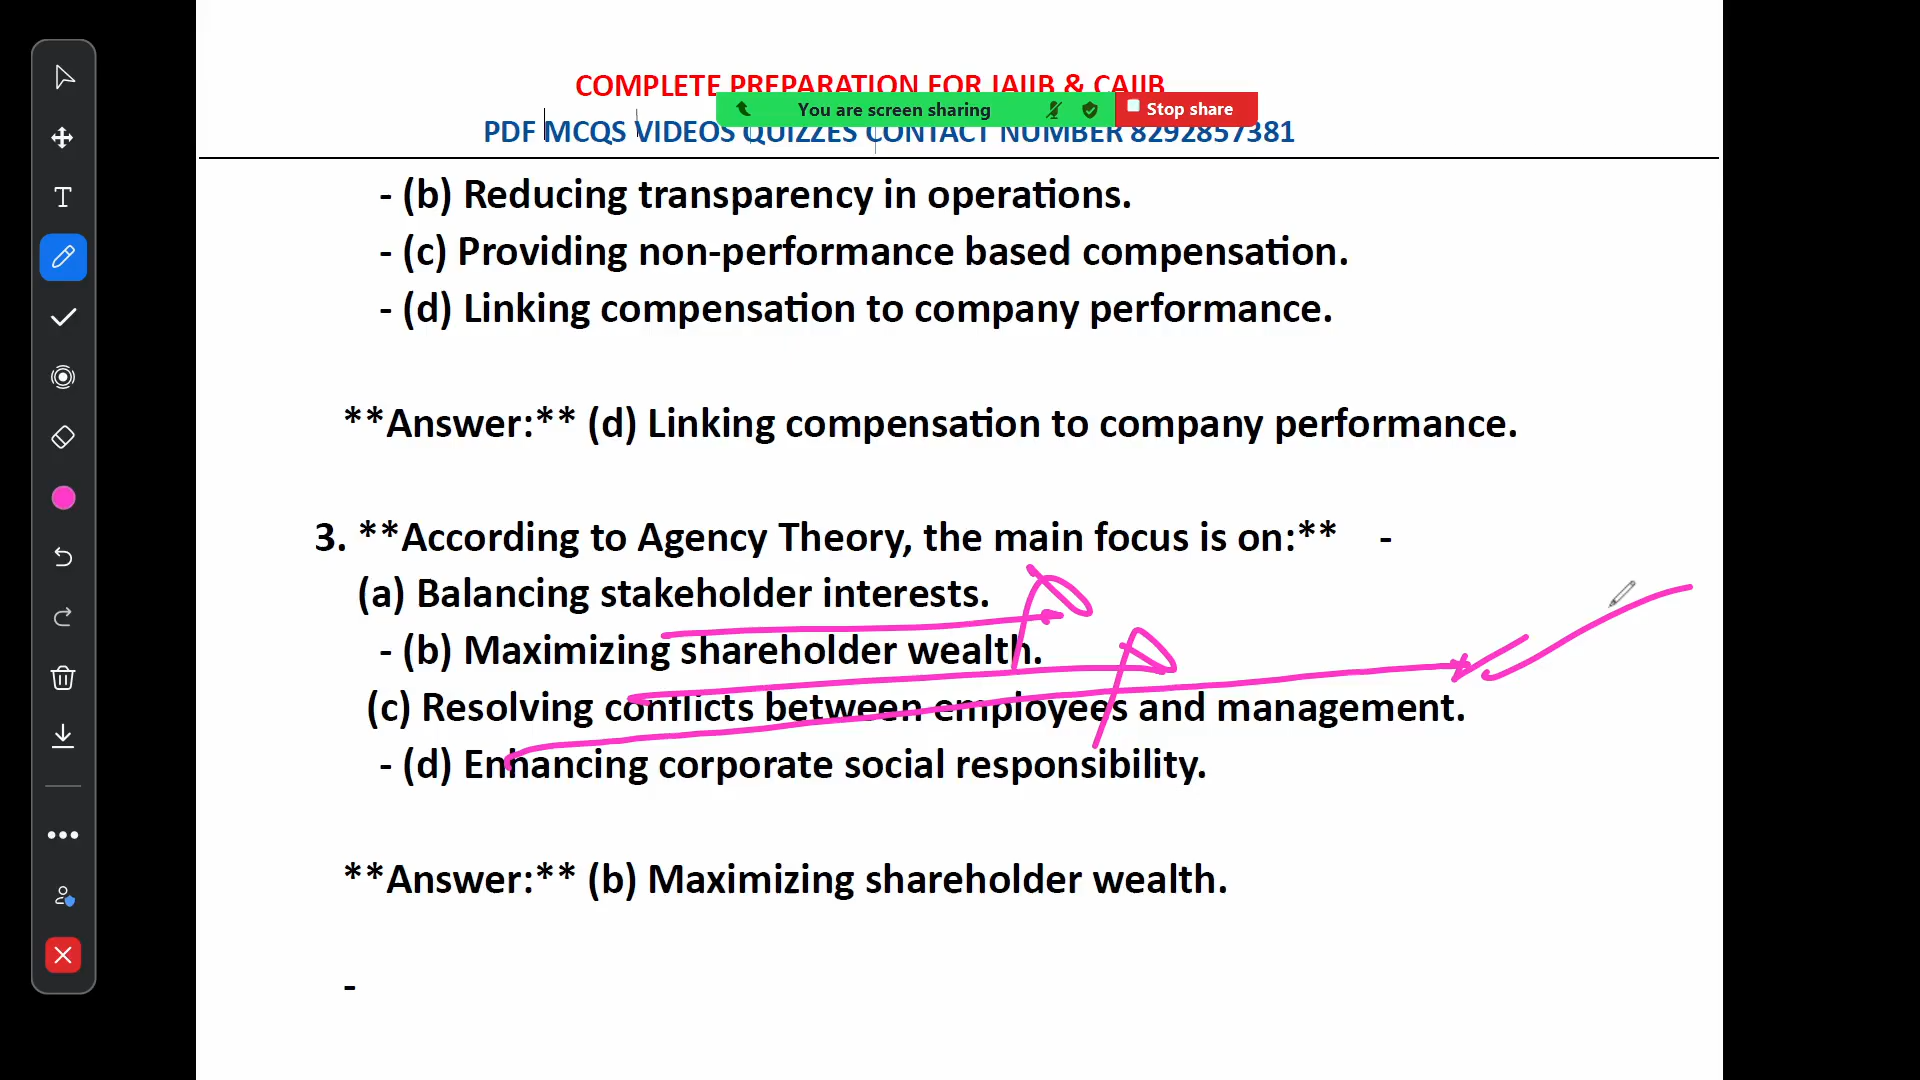 COMPLETE PREPARATION FOR JAIIB & CAIIB
You are screen sharing
Stop share
PDF MCQS VIDEOS QUIZZES CONTACT NUMBER 8292857381
- (b) Reducing transparency in operations.
- (c) Providing non-performance based compensation.
- (d) Linking compensation to company performance.
**Answer:** (d) Linking compensation to company performance.
3. **According to Agency Theory, the main focus is on:** -
(a) Balancing stakeholder interests.
- (b) Maximizing shareholder wealth.
(c) Resolving conflicts between employees and management.
- (d) Enhancing corporate social responsibility.
**Answer:** (b) Maximizing shareholder wealth.
-